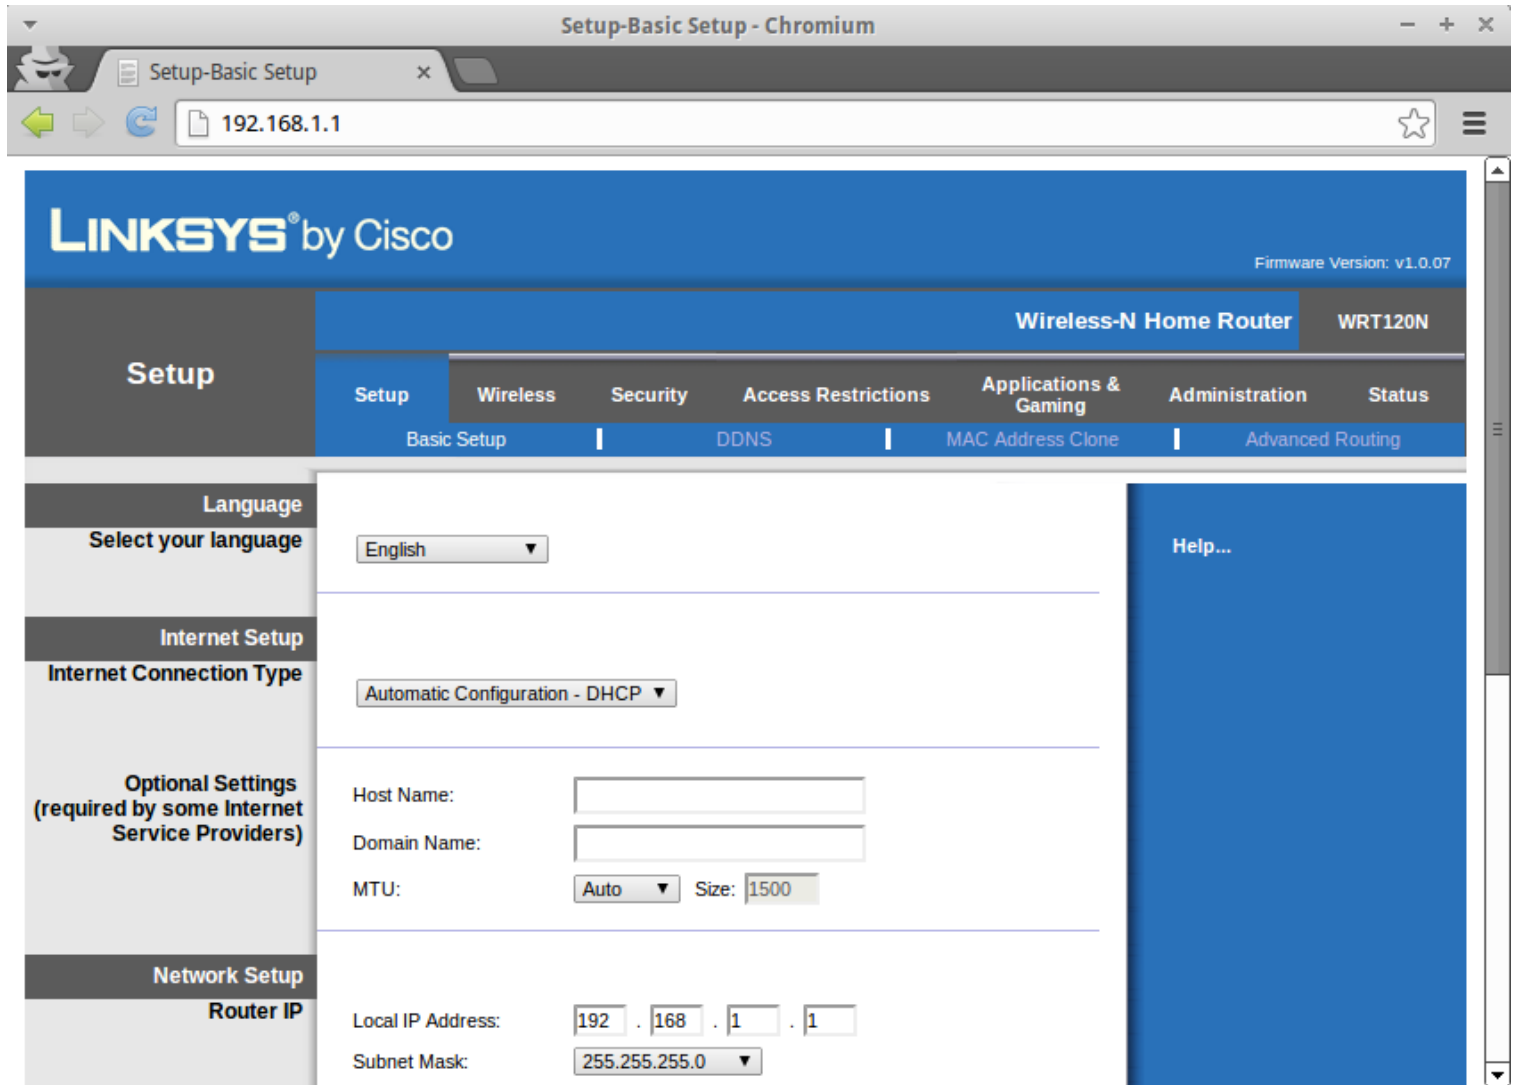 Setup-Basic Setup - Chromium
Setup-Basic Setup
192.168.1.1
LINKSYS® by Cisco
Firmware Version: v1.0.07
Wireless-N Home Router WRT120N
Setup
Setup Wireless Security Access Restrictions Applications & Gaming Administration Status
Basic Setup DDNS MAC Address Clone Advanced Routing
Language
Select your language
English
Help...
Internet Setup
Internet Connection Type
Automatic Configuration - DHCP
Optional Settings
(required by some Internet
Service Providers)
Host Name:
Domain Name:
MTU: Auto Size: 1500
Network Setup
Router IP
Local IP Address: 192 . 168 . 1 . 1
Subnet Mask: 255.255.255.0